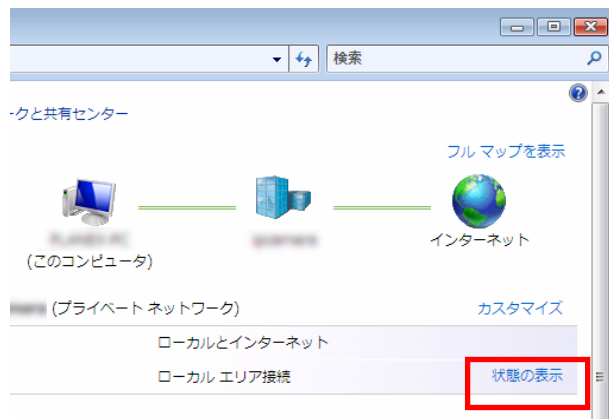 検索
ークと共有センター
フル マップを表示
インターネット
(このコンピュータ)
(プライベート ネットワーク) カスタマイズ
ローカルとインターネット
ローカル エリア接続 状態の表示